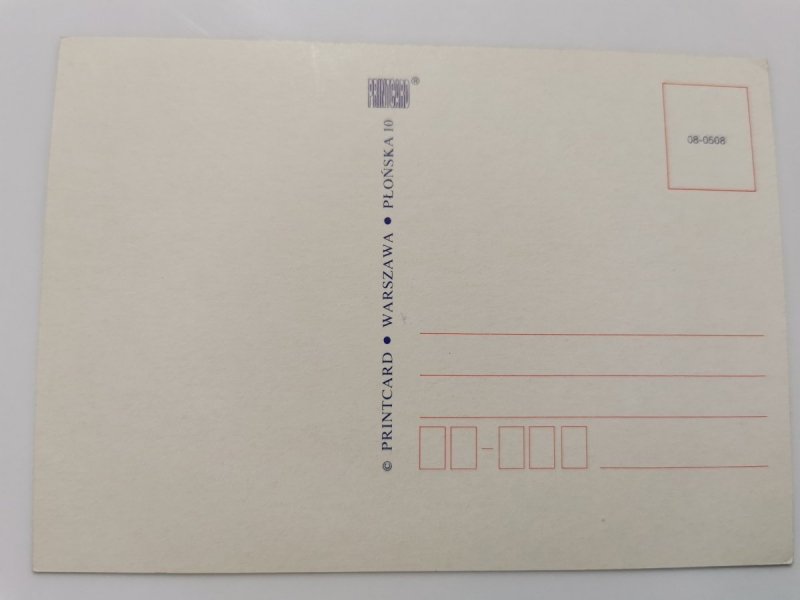 PRINTCARD®
08-0508
© PRINTCARD • WARSZAWA • PŁOŃSKA 10